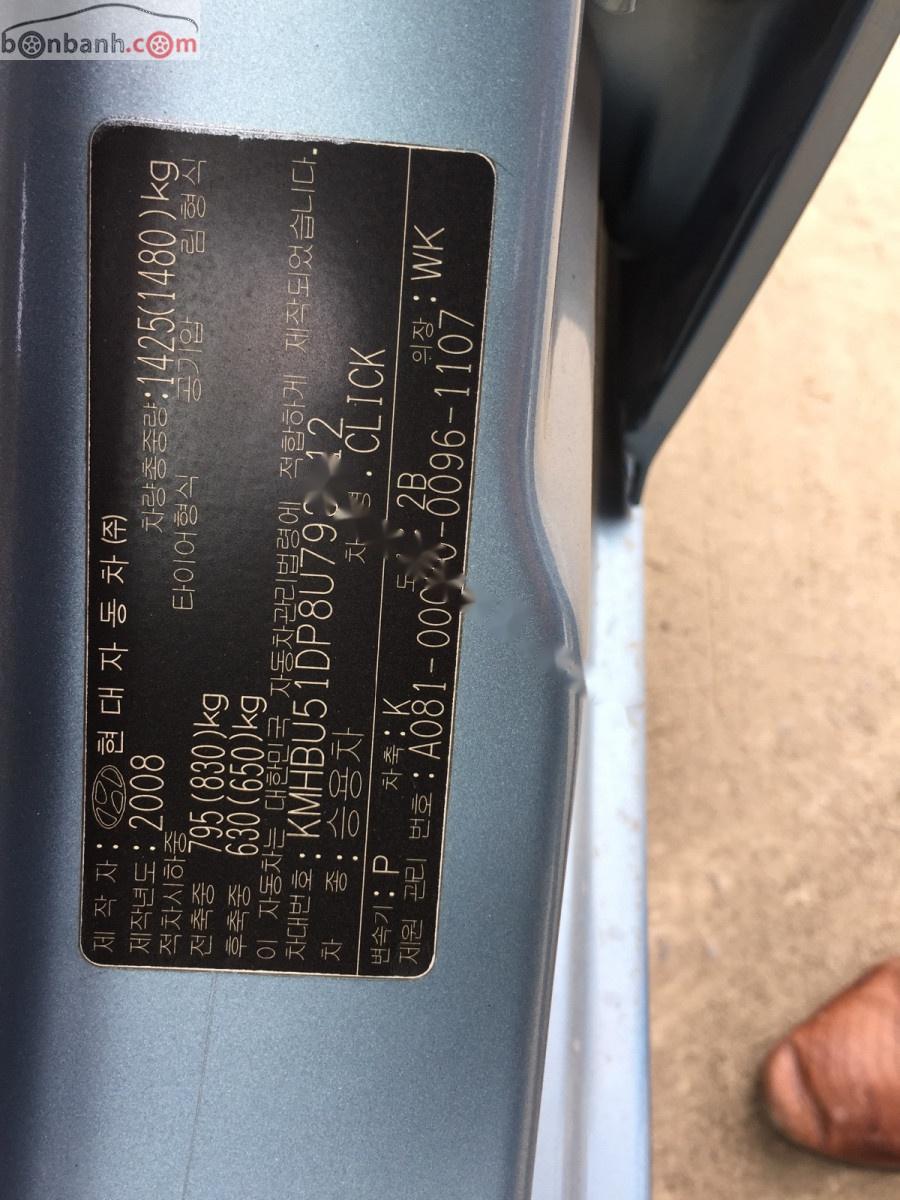 bonbanh.com
제 작 자 : 현 대 자 동 차 (주)
제작년도 : 2008 차량총중량 : 1425(1480)kg
적차시하중 타이어형식 공기압 림형식
전축중 795(830)kg
후축중 630(650)kg
이 자동차는 대한민국 자동차관리법령에 적합하게 제작되었습니다.
차대번호 : KMHBU51DP8U79 12
차 종 : 승용차 차 : CLICK
변속기 : P 차축 : K : 2B 외장 : WK
제원 관리 번호 : A081-00 -0096-1107